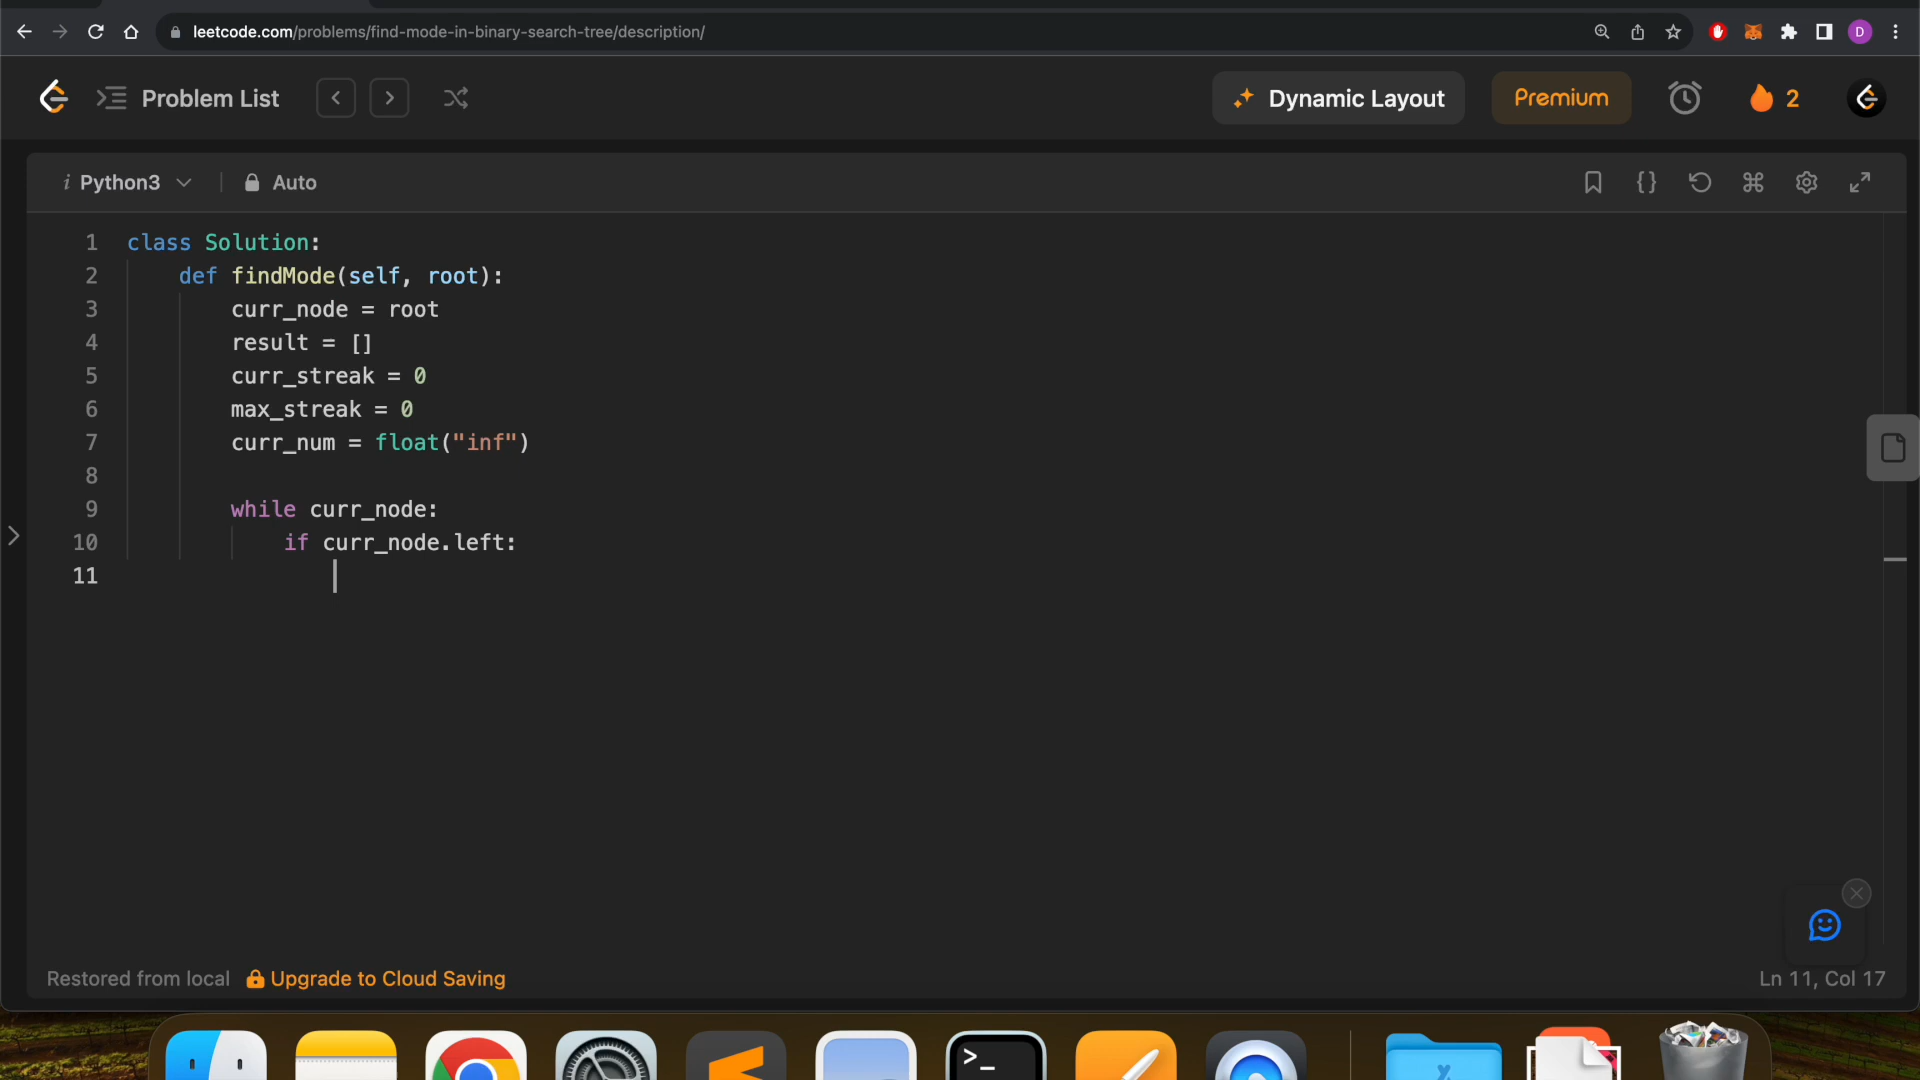 leetcode.com/problems/find-mode-in-binary-search-tree/description/
D
Problem List
Dynamic Layout
Premium
2
i Python3
Auto
1 class Solution:
2 def findMode(self, root):
3 curr_node = root
4 result = []
5 curr_streak = 0
6 max_streak = 0
7 curr_num = float("inf")
8
9 while curr_node:
10 if curr_node.left:
11
Restored from local
Upgrade to Cloud Saving
Ln 11, Col 17
>_